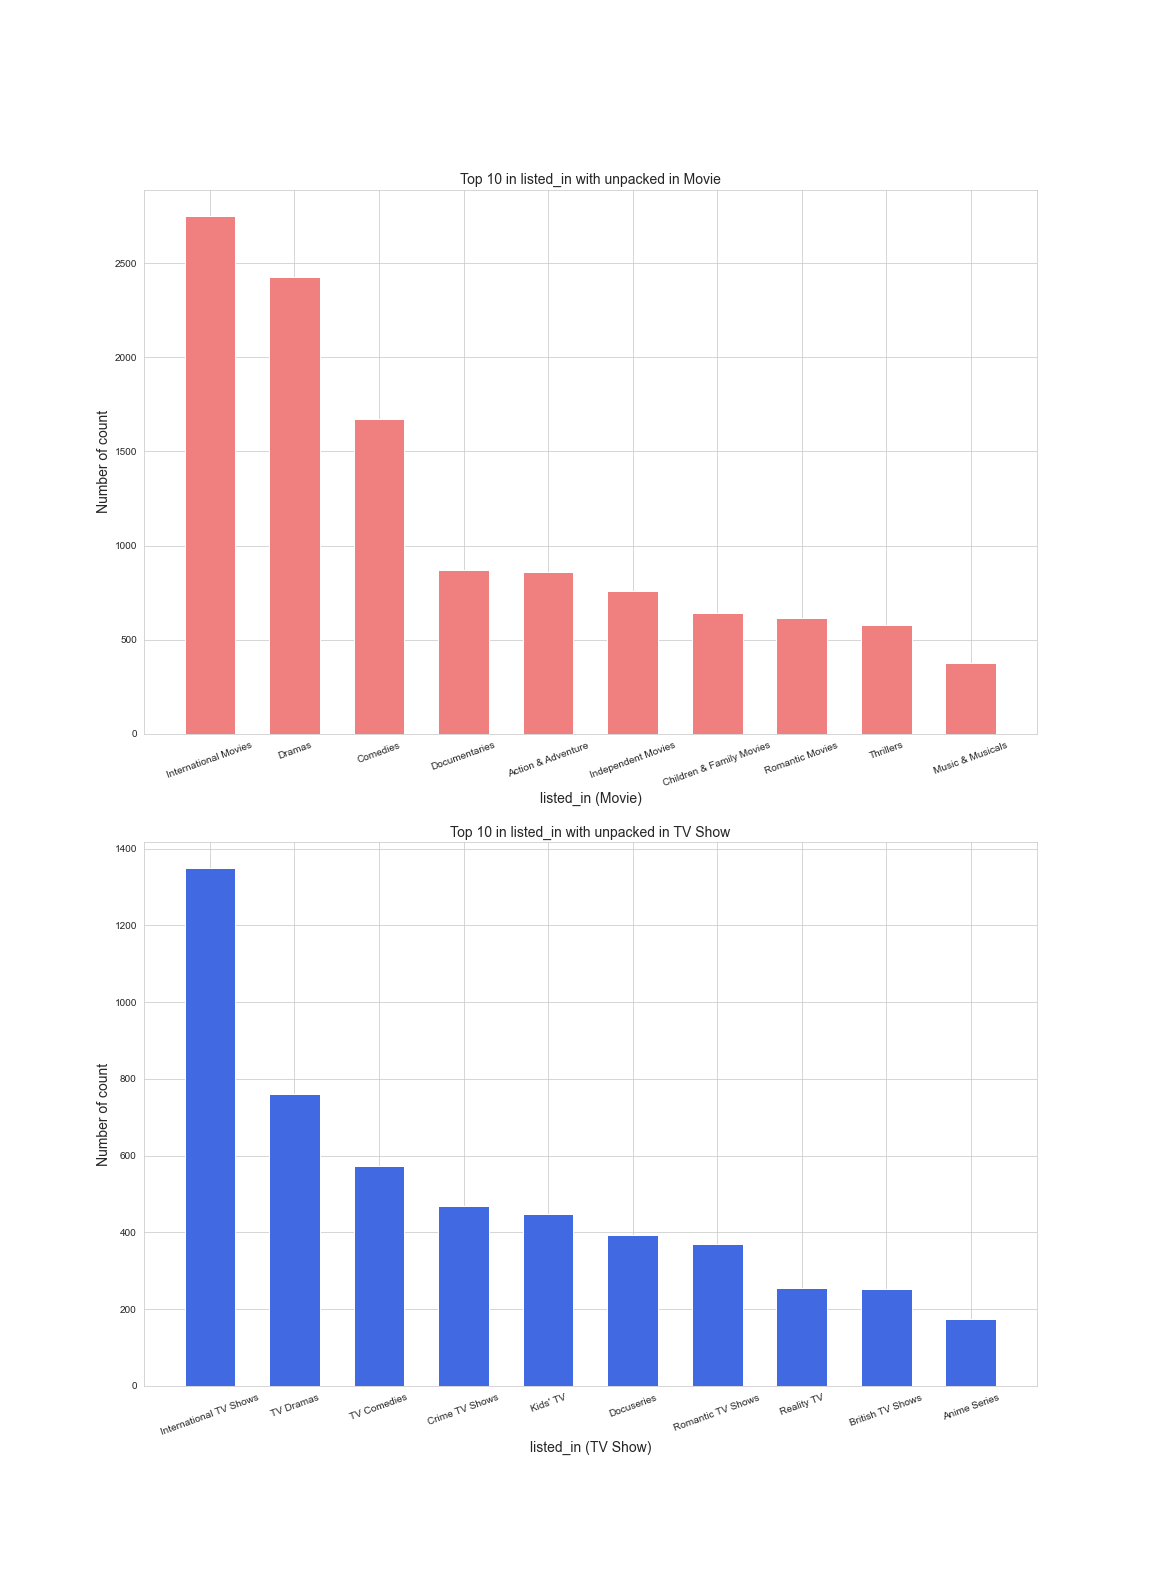 Top 10 in listed_in with unpacked in Movie
Number of count
2500
2000
1500
1000
500
0
International Movies
Dramas
Comedies
Documentaries
Action & Adventure
Independent Movies
Children & Family Movies
Romantic Movies
Thrillers
Music & Musicals
listed_in (Movie)
Top 10 in listed_in with unpacked in TV Show
Number of count
1400
1200
1000
800
600
400
200
0
International TV Shows
TV Dramas
TV Comedies
Crime TV Shows
Kids' TV
Docuseries
Romantic TV Shows
Reality TV
British TV Shows
Anime Series
listed_in (TV Show)